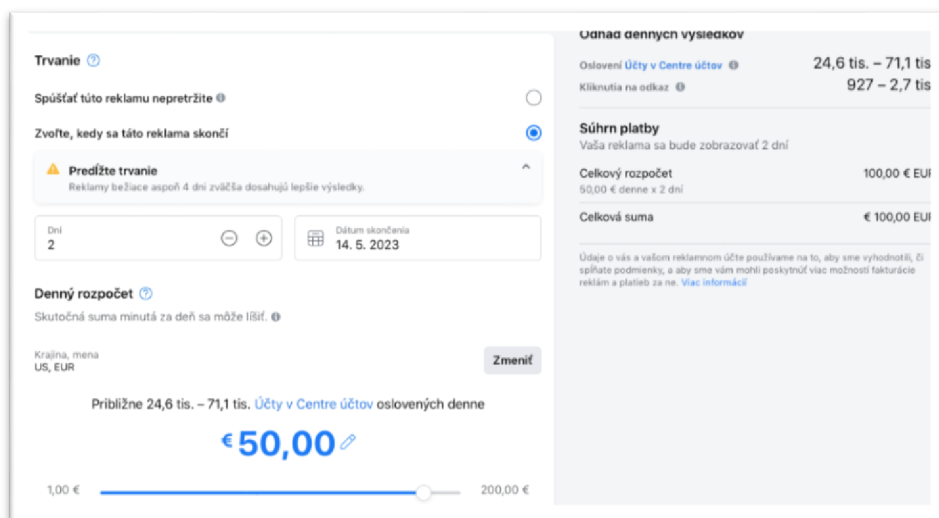 Trvanie
Spúšťať túto reklamu nepretržite
Zvoľte, kedy sa táto reklama skončí
Predĺžte trvanie
Reklamy bežiace aspoň 4 dni zväčša dosahujú lepšie výsledky.
Dni
2
Dátum skončenia
14. 5. 2023
Denný rozpočet
Skutočná suma minutá za deň sa môže líšiť.
Krajina, mena
US, EUR
Zmeniť
Približne 24,6 tis. – 71,1 tis. Účty v Centre účtov oslovených denne
€ 50,00
1,00 €
200,00 €
Odhad denných výsledkov
Oslovení Účty v Centre účtov
24,6 tis. – 71,1 tis
Kliknutia na odkaz
927 – 2,7 tis
Súhrn platby
Vaša reklama sa bude zobrazovať 2 dni
Celkový rozpočet
100,00 € EUR
50,00 € denne x 2 dni
Celková suma
€ 100,00 EUR
Údaje o vás a vašom reklamnom účte používame na to, aby sme vyhodnotili, či
spĺňate podmienky, a aby sme vám mohli poskytnúť viac možností fakturácie
reklám a platieb za ne. Viac informácií